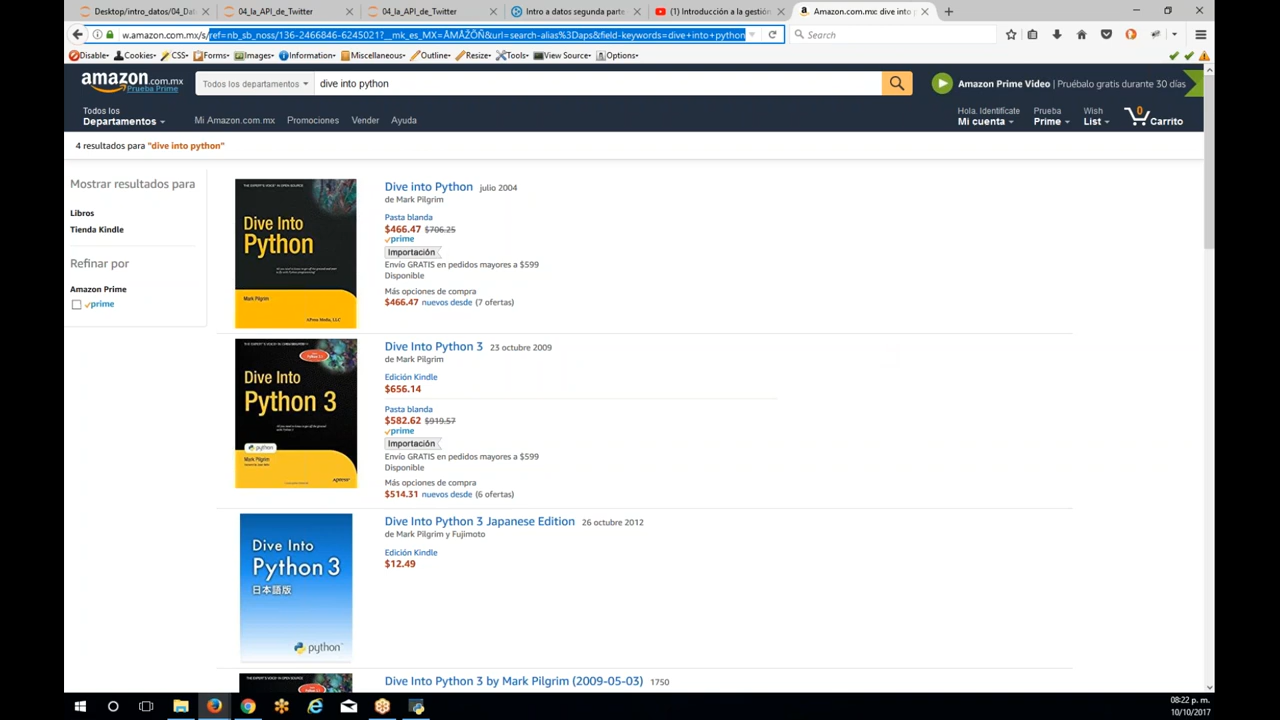 Desktop/intro_datos/04_Dat
04_la_API_de_Twitter
04_la_API_de_Twitter
Intro a datos segunda parte
(1) Introducción a la gestión
Amazon.com.mx: dive into
w.amazon.com.mx/s/ref=nb_sb_noss/136-2466846-6245021?__mk_es_MX=ÅMÅŽÕÑ&url=search-alias%3Daps&field-keywords=dive+into+python
Search
Disable Cookies CSS Forms Images Information Miscellaneous Outline Resize Tools View Source Options
amazon.com.mx
Prueba Prime
Todos los departamentos
dive into python
Amazon Prime Video | Pruébalo gratis durante 30 días
Todos los
Departamentos
Mi Amazon.com.mx Promociones Vender Ayuda
Hola. Identifícate
Mi cuenta
Prueba
Prime
Wish
List
0
Carrito
4 resultados para "dive into python"
Mostrar resultados para
Libros
Tienda Kindle
Refinar por
Amazon Prime
prime
THE EXPERT'S VOICE® IN OPEN SOURCE
Dive Into
Python
Mark Pilgrim
Dive into Python julio 2004
de Mark Pilgrim
Pasta blanda
$466.47 $706.25
prime
Importación
Envío GRATIS en pedidos mayores a $599
Disponible
Más opciones de compra
$466.47 nuevos desde (7 ofertas)
Dive Into
Python 3
python
Mark Pilgrim
Apress
Dive Into Python 3 23 octubre 2009
de Mark Pilgrim
Edición Kindle
$656.14
Pasta blanda
$582.62 $919.57
prime
Importación
Envío GRATIS en pedidos mayores a $599
Disponible
Más opciones de compra
$514.31 nuevos desde (6 ofertas)
Dive Into
Python 3
日本語版
python
Dive Into Python 3 Japanese Edition 26 octubre 2012
de Mark Pilgrim y Fujimoto
Edición Kindle
$12.49
Dive Into Python 3 by Mark Pilgrim (2009-05-03) 1750
08:22 p. m.
10/10/2017